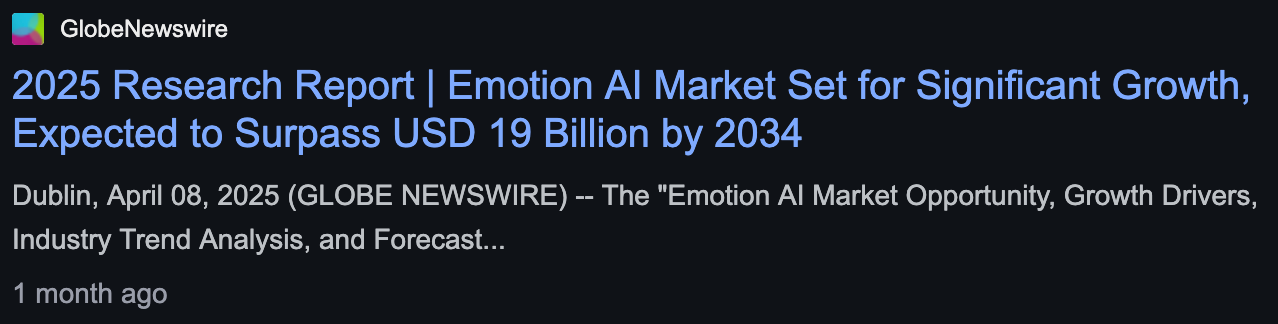 GlobeNewswire
2025 Research Report | Emotion AI Market Set for Significant Growth,
Expected to Surpass USD 19 Billion by 2034
Dublin, April 08, 2025 (GLOBE NEWSWIRE) -- The "Emotion AI Market Opportunity, Growth Drivers,
Industry Trend Analysis, and Forecast...
1 month ago